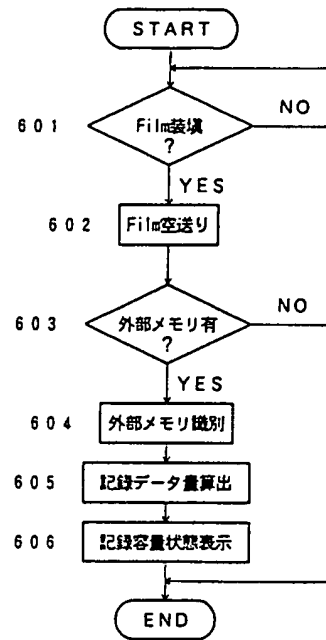 START
601
Film装填
?
NO
YES
602
Film空送り
603
外部メモリ有
?
NO
YES
604
外部メモリ識別
605
記録データ量算出
606
記録容量状態表示
END